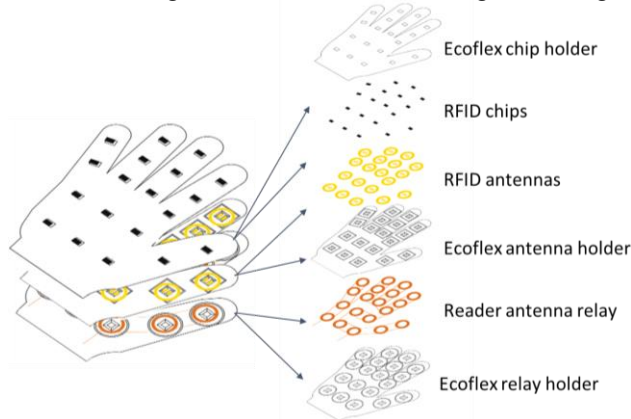 Ecoflex chip holder
RFID chips
RFID antennas
Ecoflex antenna holder
Reader antenna relay
Ecoflex relay holder